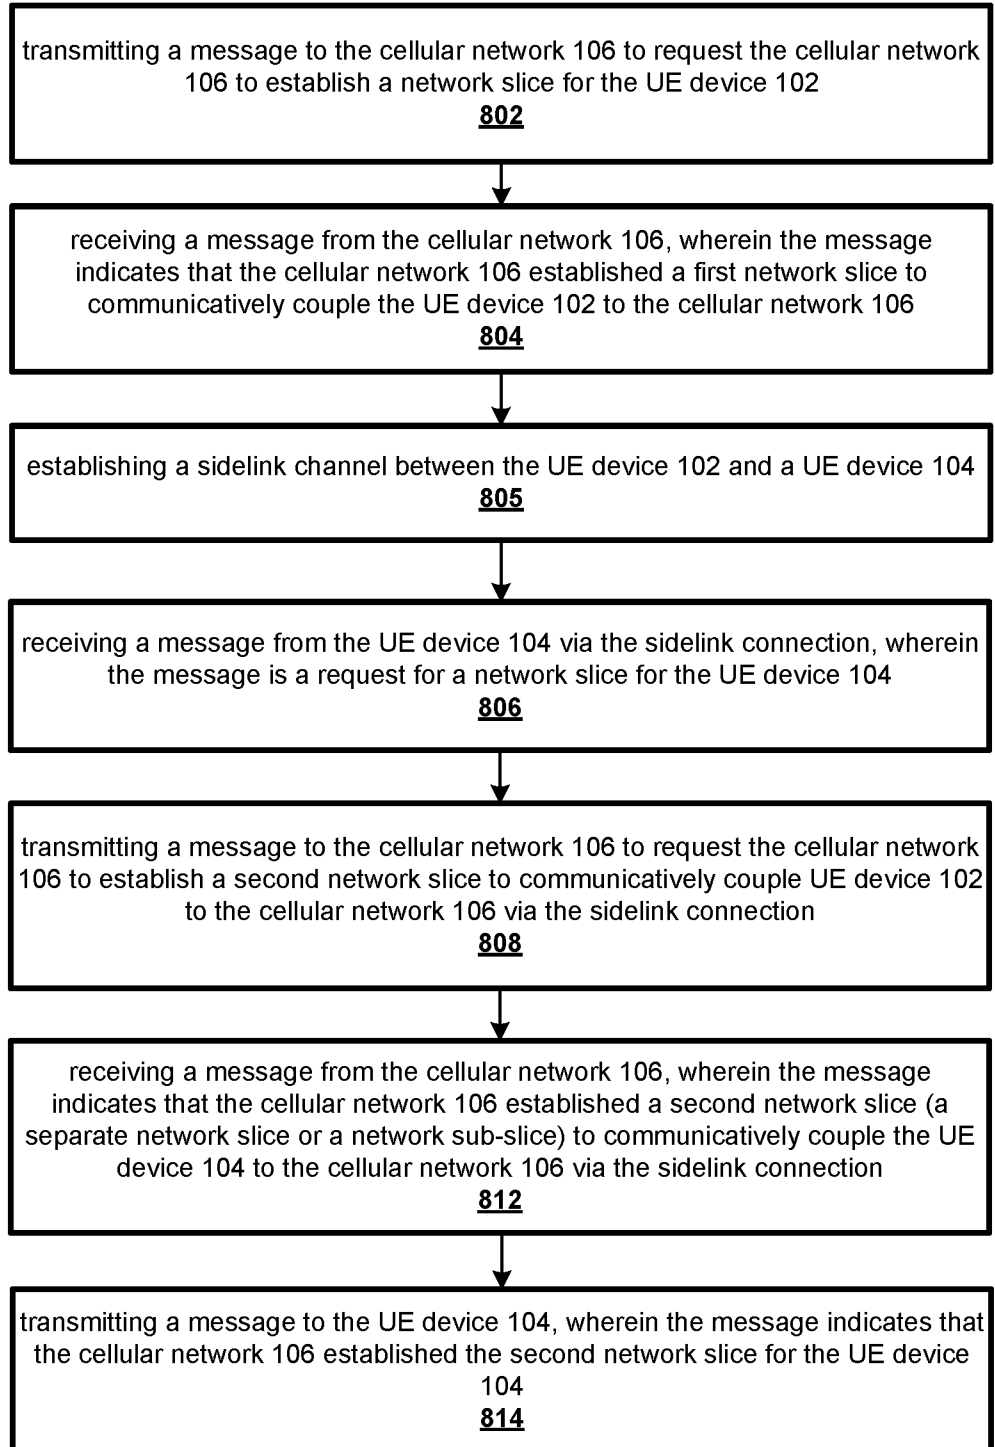 transmitting a message to the cellular network 106 to request the cellular network
106 to establish a network slice for the UE device 102
802
receiving a message from the cellular network 106, wherein the message
indicates that the cellular network 106 established a first network slice to
communicatively couple the UE device 102 to the cellular network 106
804
establishing a sidelink channel between the UE device 102 and a UE device 104
805
receiving a message from the UE device 104 via the sidelink connection, wherein
the message is a request for a network slice for the UE device 104
806
transmitting a message to the cellular network 106 to request the cellular network
106 to establish a second network slice to communicatively couple UE device 102
to the cellular network 106 via the sidelink connection
808
receiving a message from the cellular network 106, wherein the message
indicates that the cellular network 106 established a second network slice (a
separate network slice or a network sub-slice) to communicatively couple the UE
device 104 to the cellular network 106 via the sidelink connection
812
transmitting a message to the UE device 104, wherein the message indicates that
the cellular network 106 established the second network slice for the UE device
104
814